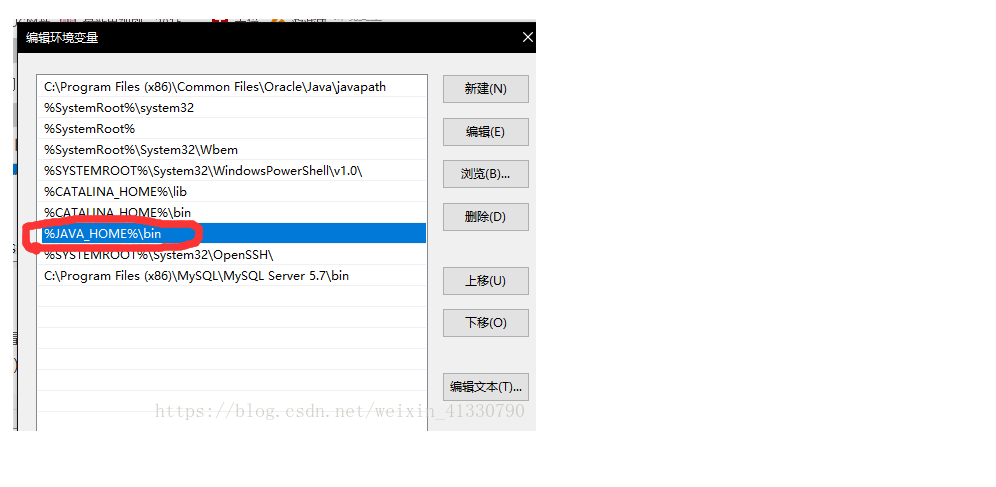 编辑环境变量
C:\Program Files (x86)\Common Files\Oracle\Java\javapath
新建(N)
%SystemRoot%\system32
%SystemRoot%
编辑(E)
%SystemRoot%\System32\Wbem
%SYSTEMROOT%\System32\WindowsPowerShell\v1.0\
浏览(B)...
%CATALINA_HOME%\lib
%CATALINA_HOME%\bin
删除(D)
%JAVA_HOME%\bin
%SYSTEMROOT%\System32\OpenSSH\
C:\Program Files (x86)\MySQL\MySQL Server 5.7\bin
上移(U)
下移(O)
编辑文本(T)...
https://blog.csdn.net/weixin_41330790